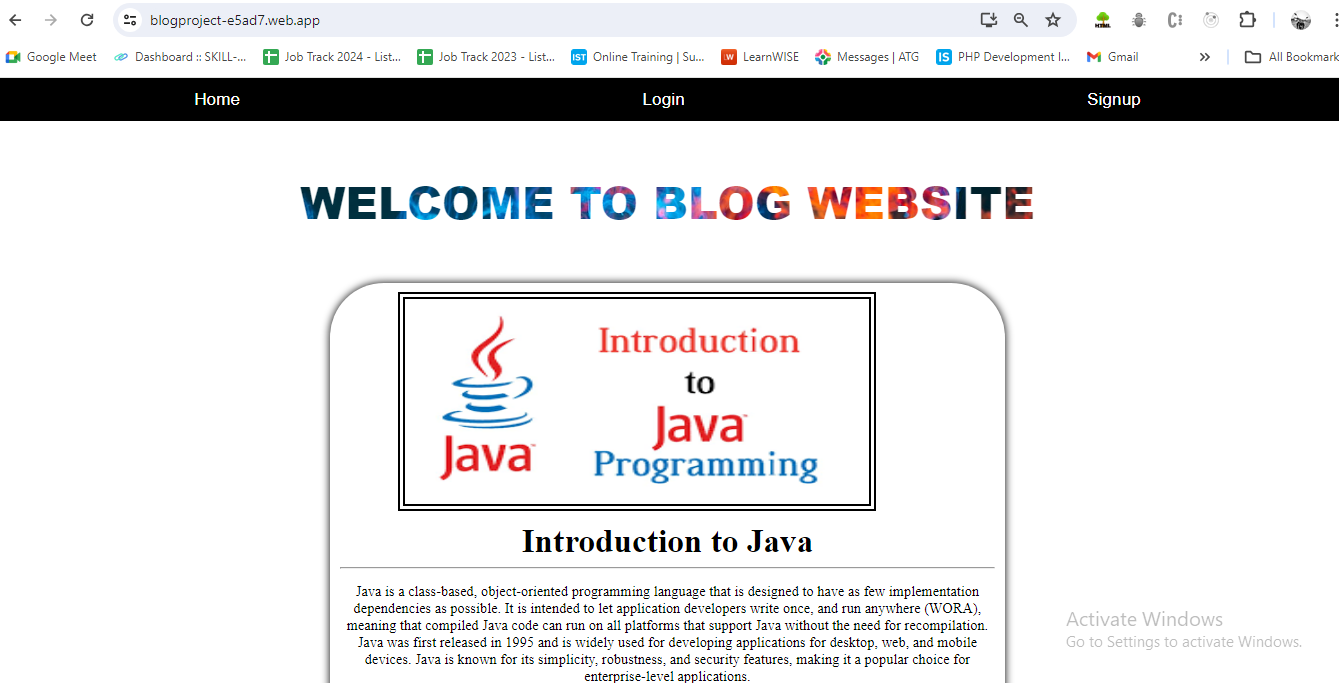 blogproject-e5ad7.web.app
Google Meet Dashboard :: SKILL-... Job Track 2024 - List... Job Track 2023 - List... IST Online Training | Su... LW LearnWISE Messages | ATG IS PHP Development I... Gmail » All Bookmark
Home Login Signup
WELCOME TO BLOG WEBSITE
Java™
Introduction
to
Java™
Programming
Introduction to Java
Java is a class-based, object-oriented programming language that is designed to have as few implementation
dependencies as possible. It is intended to let application developers write once, and run anywhere (WORA),
meaning that compiled Java code can run on all platforms that support Java without the need for recompilation.
Java was first released in 1995 and is widely used for developing applications for desktop, web, and mobile
devices. Java is known for its simplicity, robustness, and security features, making it a popular choice for
enterprise-level applications.
Activate Windows
Go to Settings to activate Windows.